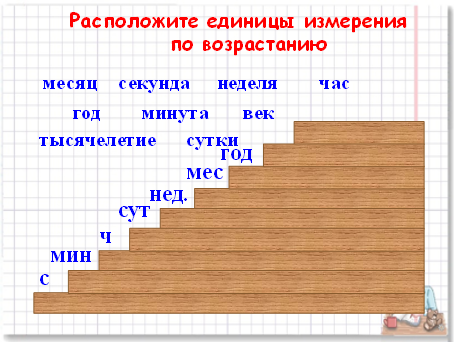 Расположите единицы измерения
по возрастанию
месяц секунда неделя час
год минута век
тысячелетие сутки
год
мес
нед.
сут
ч
мин
с